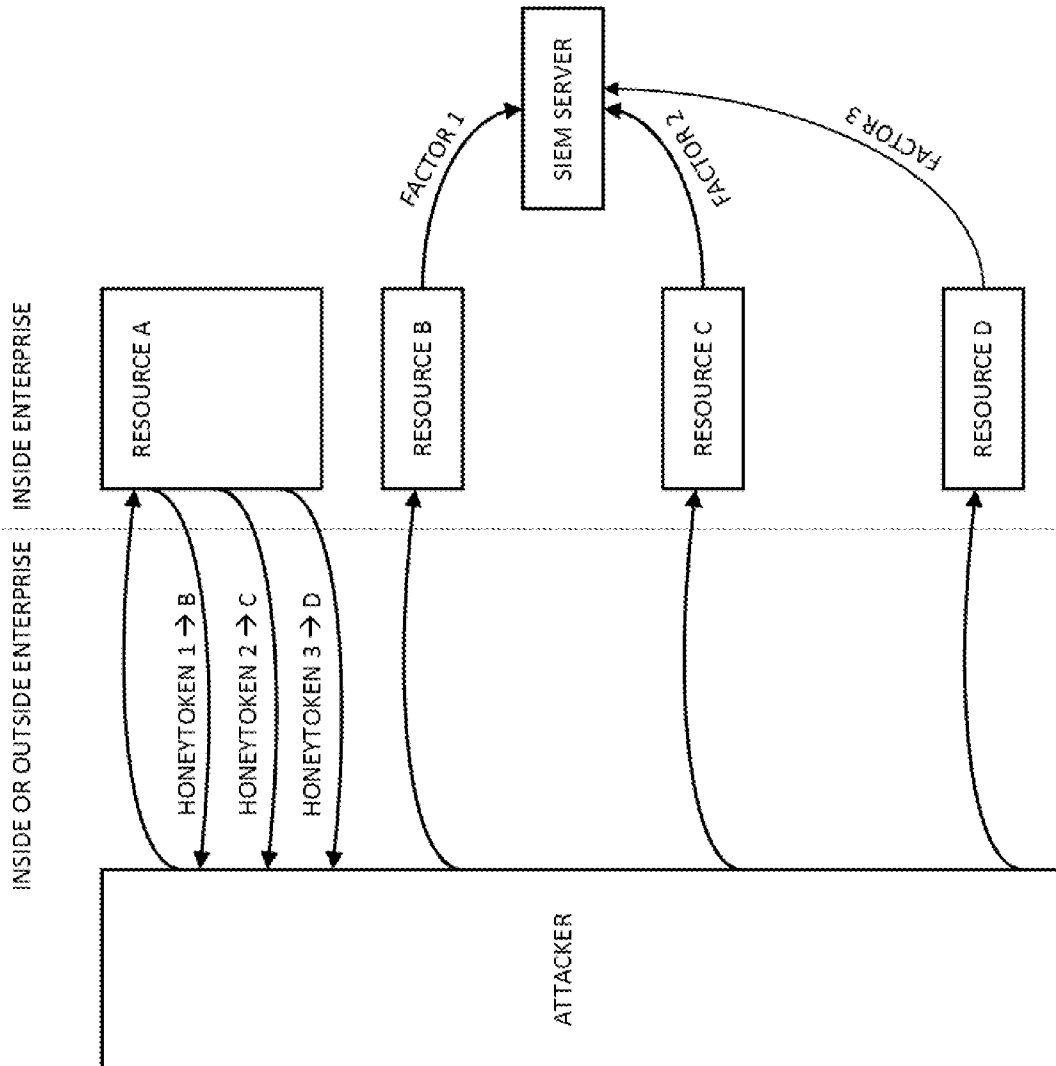 INSIDE OR OUTSIDE ENTERPRISE
INSIDE ENTERPRISE
ATTACKER
HONEYTOKEN 1 → B
HONEYTOKEN 2 → C
HONEYTOKEN 3 → D
RESOURCE A
RESOURCE B
RESOURCE C
RESOURCE D
FACTOR 1
FACTOR 2
FACTOR 3
SIEM SERVER